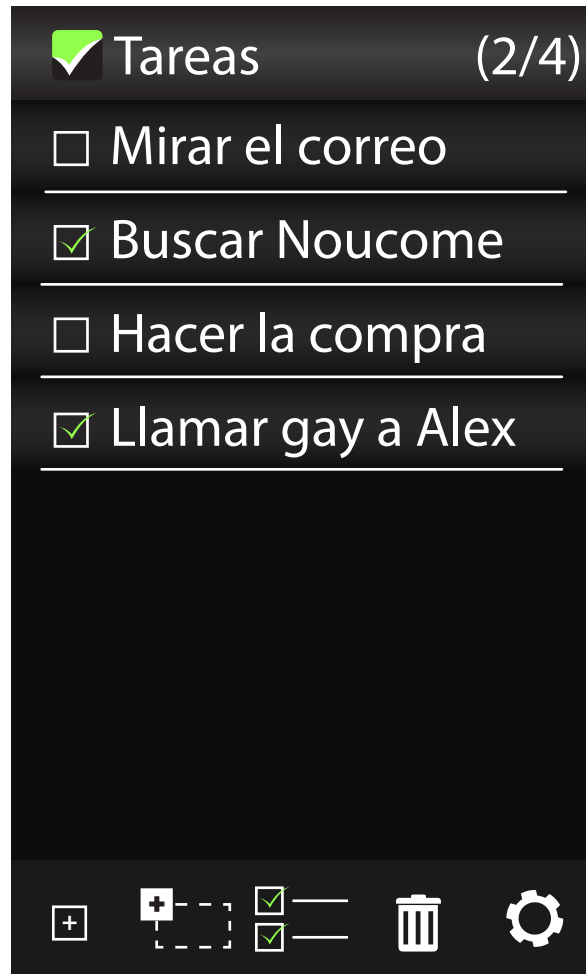 Tareas (2/4)
Mirar el correo
Buscar Noucome
Hacer la compra
Llamar gay a Alex